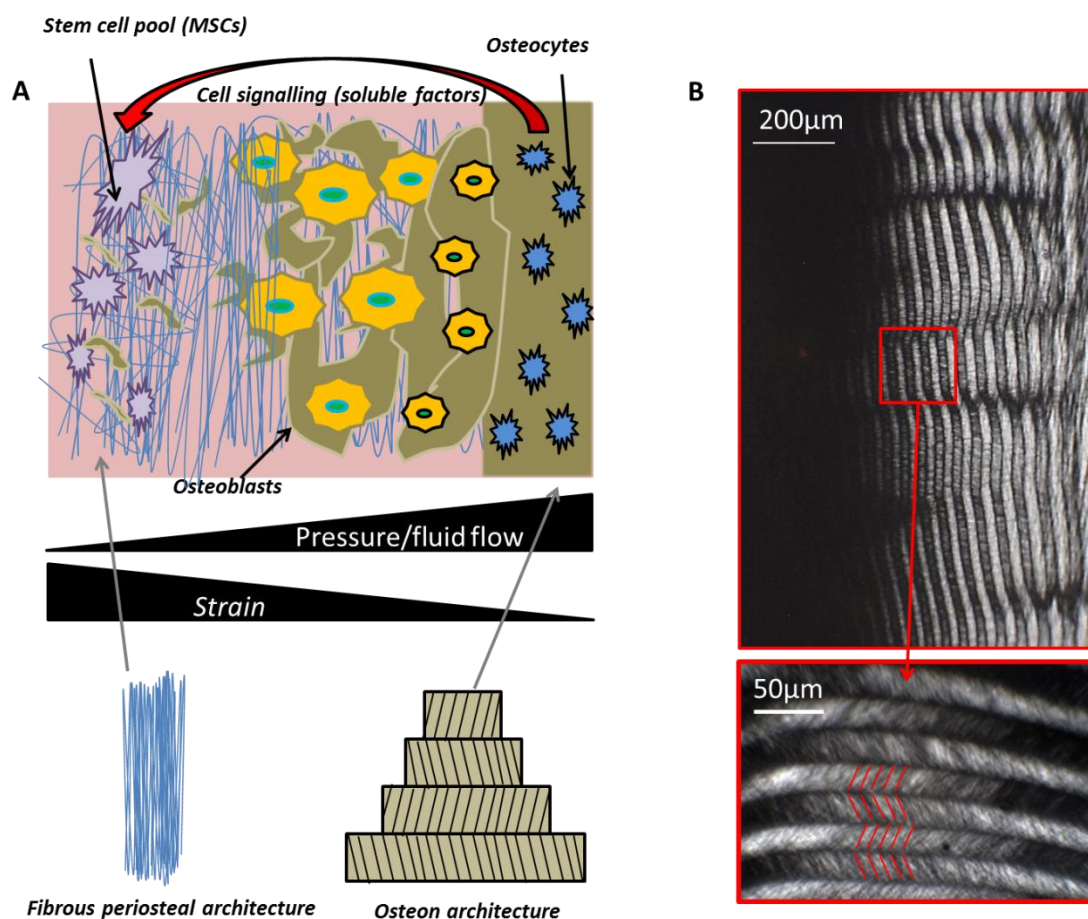 Stem cell pool (MSCs)
Osteocytes
A
Cell signalling (soluble factors)
Osteoblasts
Pressure/fluid flow
Strain
Fibrous periosteal architecture
Osteon architecture
B
200µm
50µm